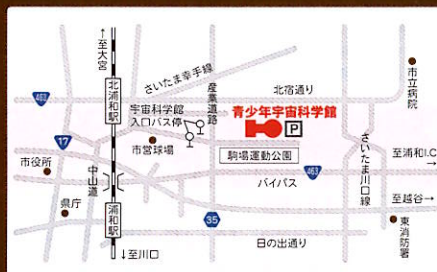 ↑至大宮
さいたま幸手線
463
北浦和駅
宇宙科学館
入口バス停
産業道路
北宿通り
市立病院
青少年宇宙科学館
P
17
市営球場
駒場運動公園
さいたま川口線
至浦和I.C
市役所
中山道
バイパス
463
至越谷→
県庁
浦和駅
35
東消防署
日の出通り
↓至川口